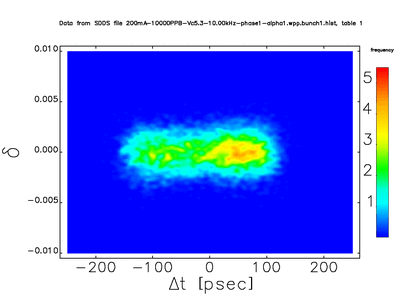 Data from SDDS file 200mA-10000PPB-Vc5.3-10.00kHz-phase1-alpha1.wpp.bunch1.hist, table 1
frequency
0.010
0.005
0.000
-0.005
-0.010
δ
5
4
3
2
1
-200 -100 0 100 200
Δt [psec]